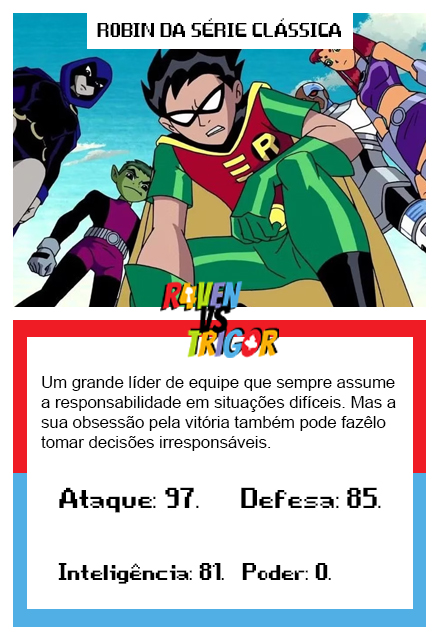 ROBIN DA SÉRIE CLÁSSICA
R
RAVEN
VS
TRIGOR
Um grande líder de equipe que sempre assume
a responsabilidade em situações difíceis. Mas a
sua obsessão pela vitória também pode fazêlo
tomar decisões irresponsáveis.
Ataque: 97. Defesa: 85.
Inteligência: 81. Poder: 0.